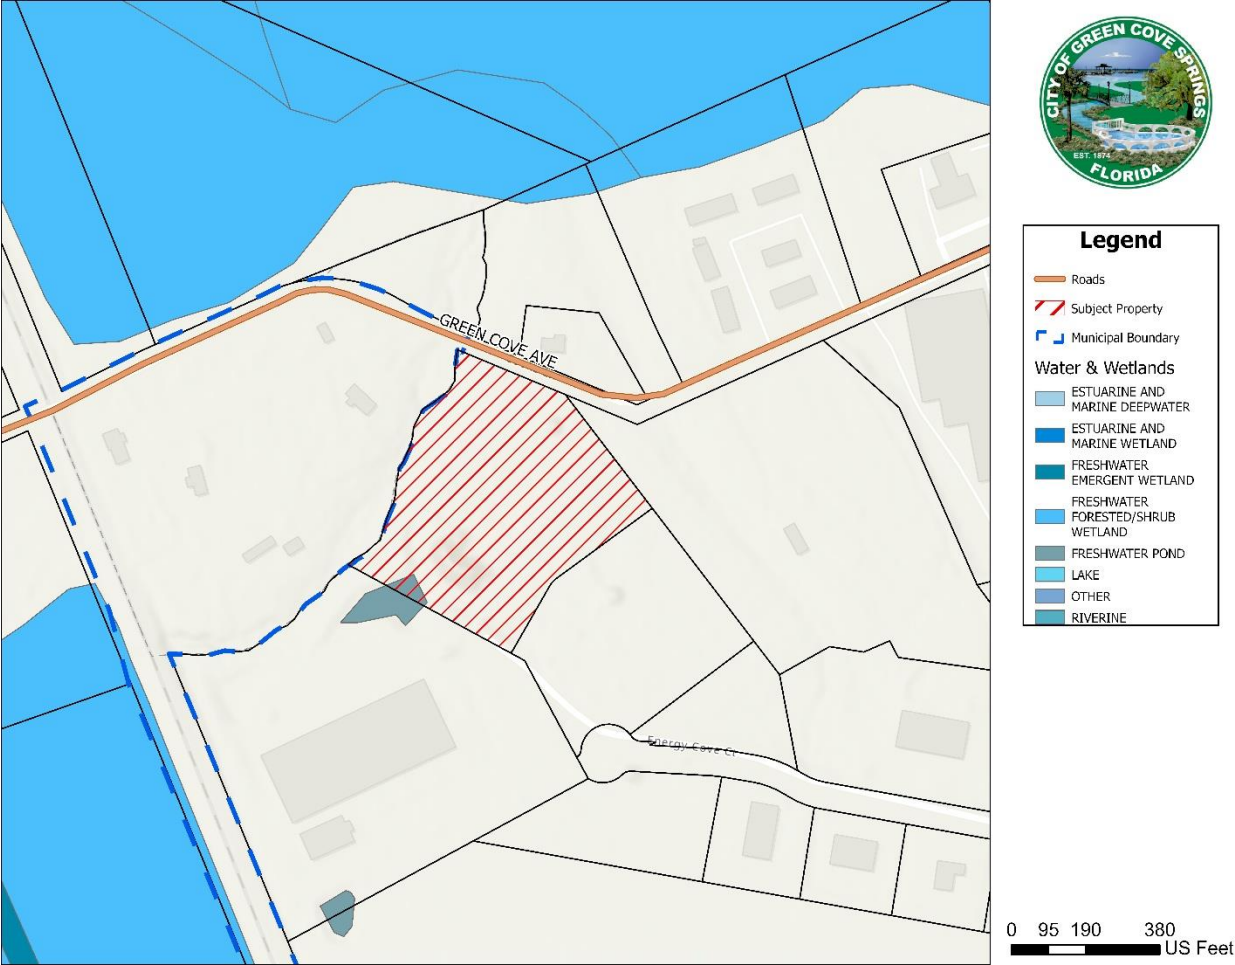 CITY OF GREEN COVE SPRINGS
EST. 1874
FLORIDA
GREEN COVE AVE
Energy Cove Ct
Legend
Roads
Subject Property
Municipal Boundary
Water & Wetlands
ESTUARINE AND
MARINE DEEPWATER
ESTUARINE AND
MARINE WETLAND
FRESHWATER
EMERGENT WETLAND
FRESHWATER
FORESTED/SHRUB
WETLAND
FRESHWATER POND
LAKE
OTHER
RIVERINE
0 95 190 380
US Feet